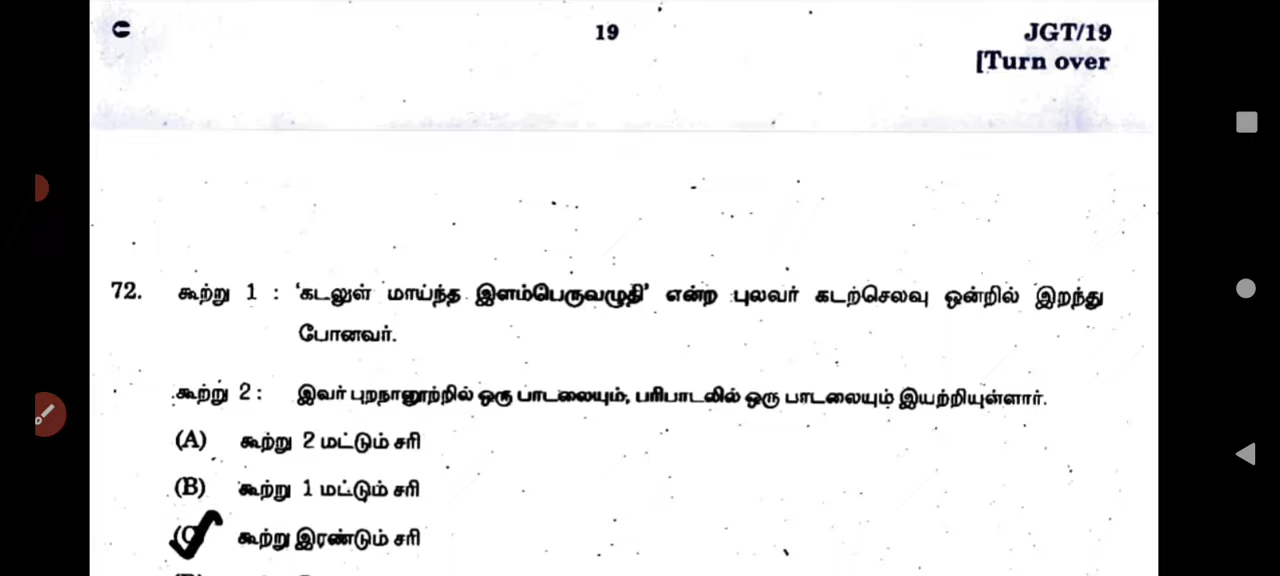 C 19 JGT/19
[Turn over
72. கூற்று 1 : 'கடலுள் மாய்ந்த இளம்பெருவழுதி' என்ற புலவர் கடற்செலவு ஒன்றில் இறந்து
போனவர்.
கூற்று 2 : இவர் புறநானூற்றில் ஒரு பாடலையும், பரிபாடலில் ஒரு பாடலையும் இயற்றியுள்ளார்.
(A) கூற்று 2 மட்டும் சரி
(B) கூற்று 1 மட்டும் சரி
(C) கூற்று இரண்டும் சரி